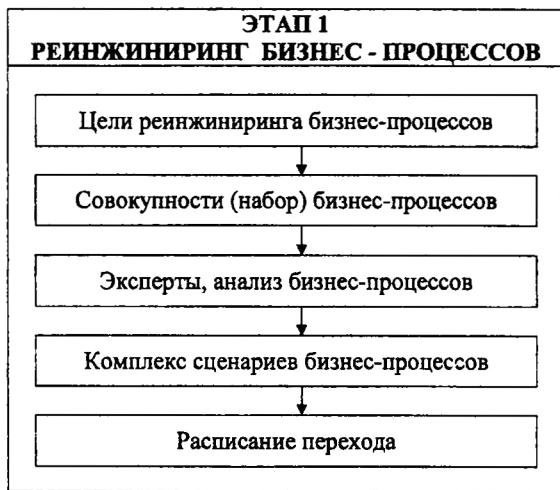 ЭТАП 1
РЕИНЖИНИРИНГ БИЗНЕС - ПРОЦЕССОВ
Цели реинжиниринга бизнес-процессов
Совокупности (набор) бизнес-процессов
Эксперты, анализ бизнес-процессов
Комплекс сценариев бизнес-процессов
Расписание перехода